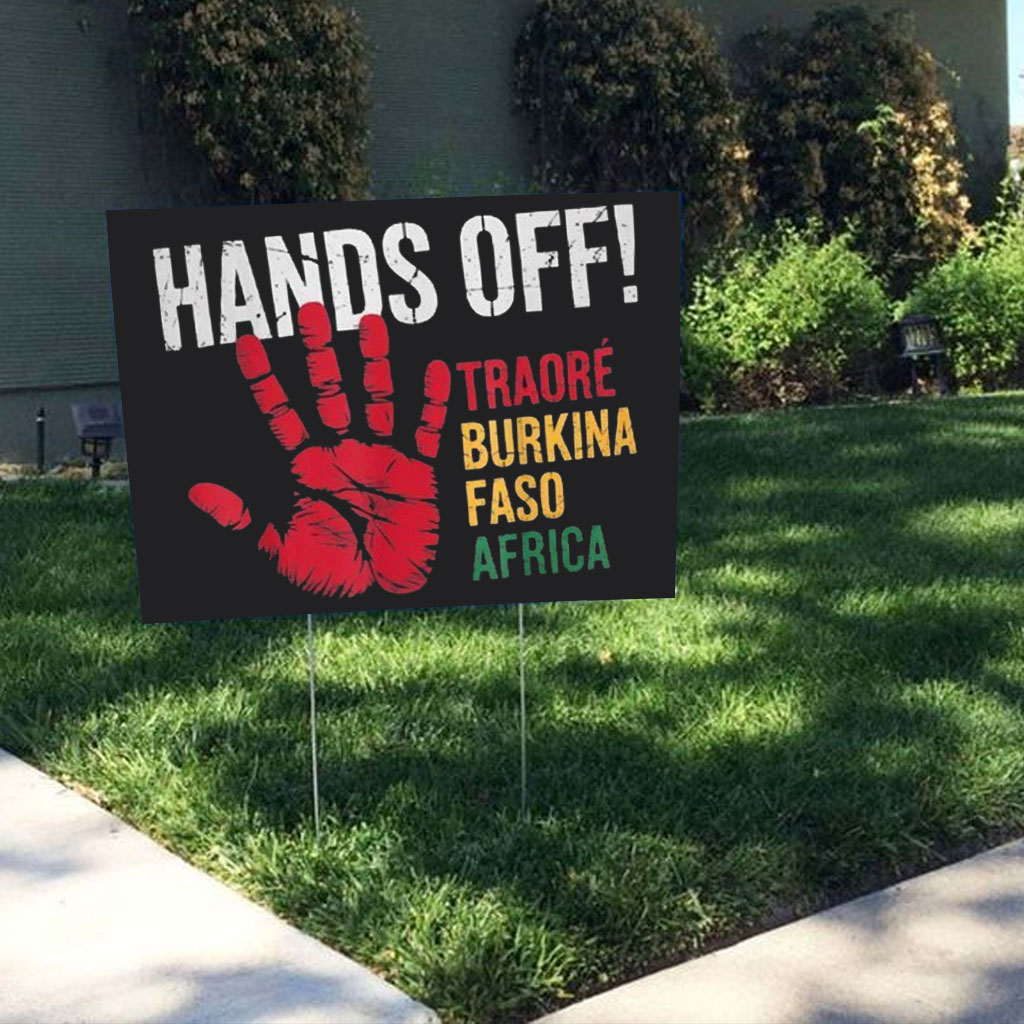 HANDS OFF!
TRAORÉ
BURKINA
FASO
AFRICA